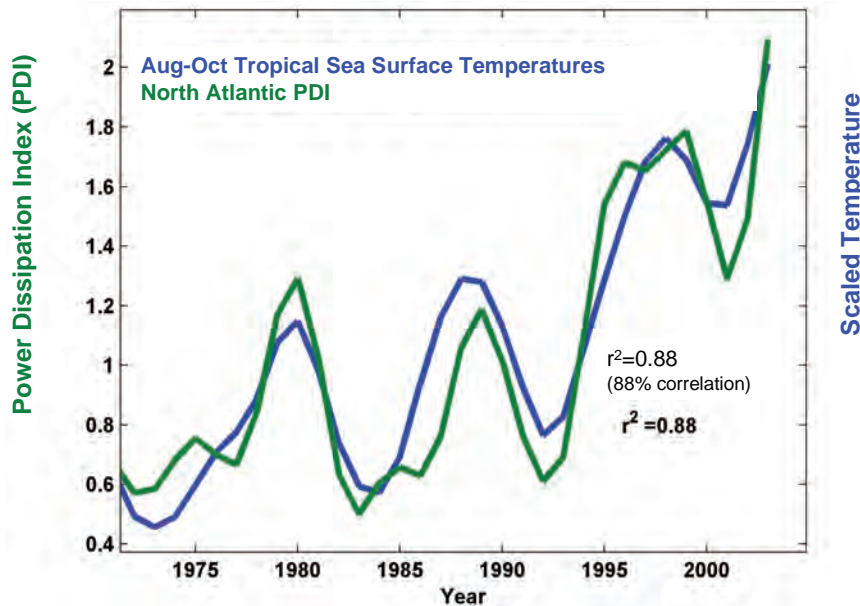 Power Dissipation Index (PDI)
Aug-Oct Tropical Sea Surface Temperatures
North Atlantic PDI
2
1.8
1.6
1.4
1.2
1
0.8
0.6
0.4
r²=0.88
(88% correlation)
r² =0.88
1975 1980 1985 1990 1995 2000
Year
Scaled Temperature